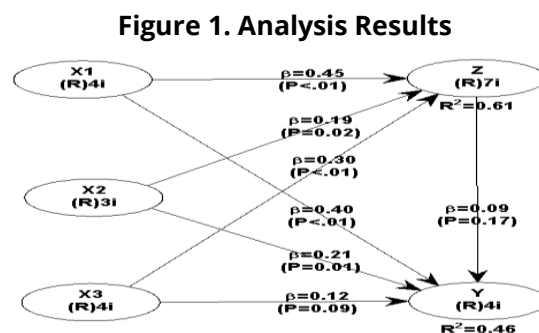 Figure 1. Analysis Results
X1
(R)4i
β=0.45
(P<.01)
Z
(R)7i
R²=0.61
β=0.19
(P=0.02)
β=0.30
(P<.01)
X2
(R)3i
β=0.40
(P<.01)
β=0.09
(P=0.17)
β=0.21
(P=0.01)
X3
(R)4i
β=0.12
(P=0.09)
Y
(R)4i
R²=0.46